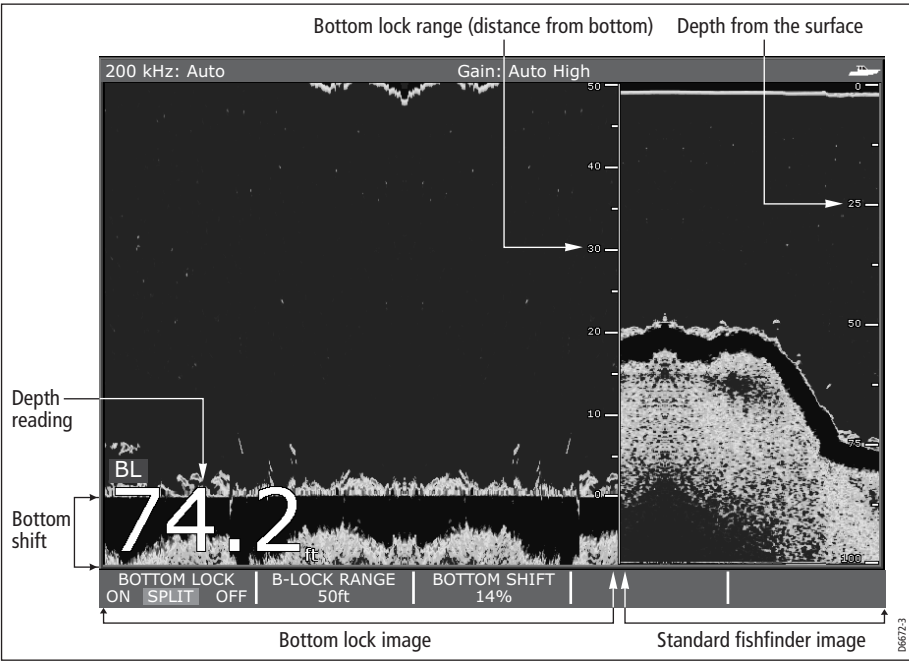 Bottom lock range (distance from bottom)
Depth from the surface
200 kHz: Auto
Gain: Auto High
50
0
40
25
30
20
50
Depth
reading
10
75
BL
0
74.2
ft
Bottom
shift
100
BOTTOM LOCK
B-LOCK RANGE
BOTTOM SHIFT
ON SPLIT OFF
50ft
14%
Bottom lock image
Standard fishfinder image
D6672-3